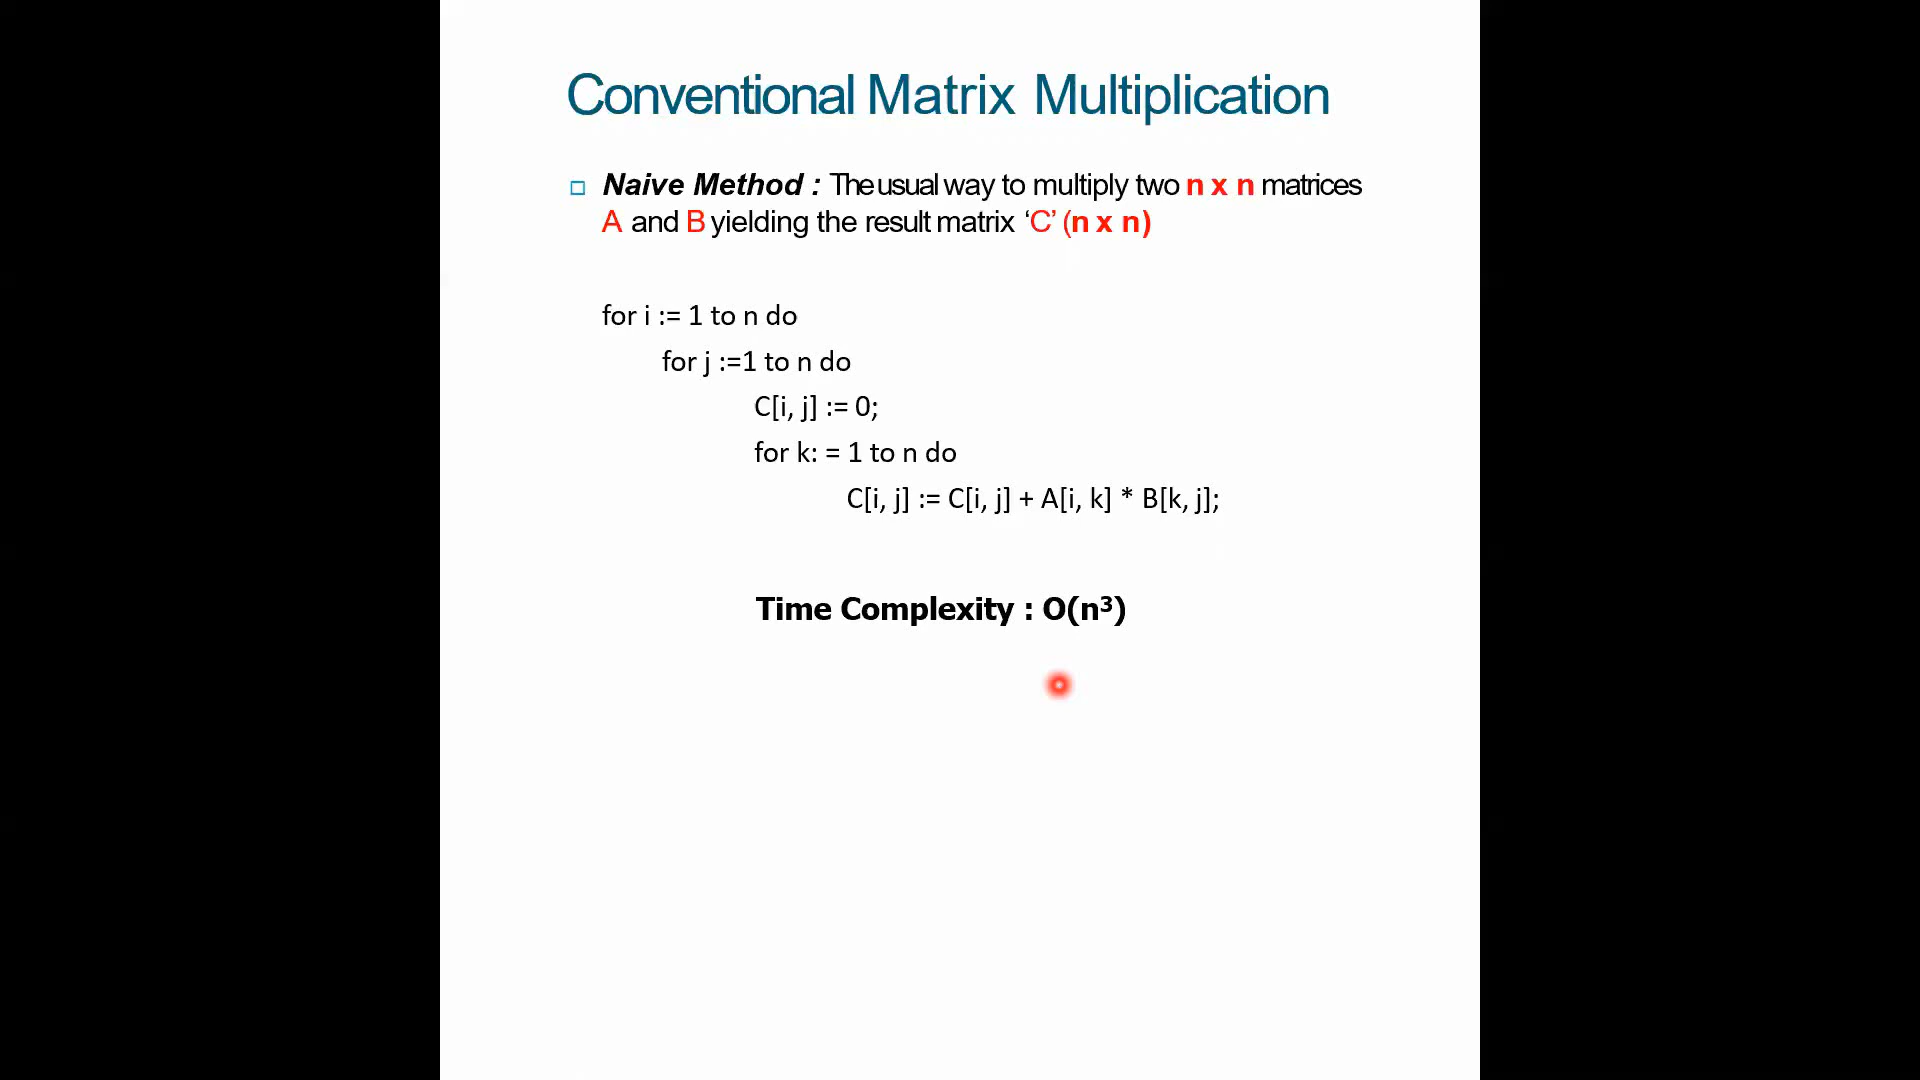 Conventional Matrix Multiplication
Naive Method : The usual way to multiply two n x n matrices
A and B yielding the result matrix ‘C’ (n x n)
for i := 1 to n do
for j :=1 to n do
C[i, j] := 0;
for k: = 1 to n do
C[i, j] := C[i, j] + A[i, k] * B[k, j];
Time Complexity : O(n³)